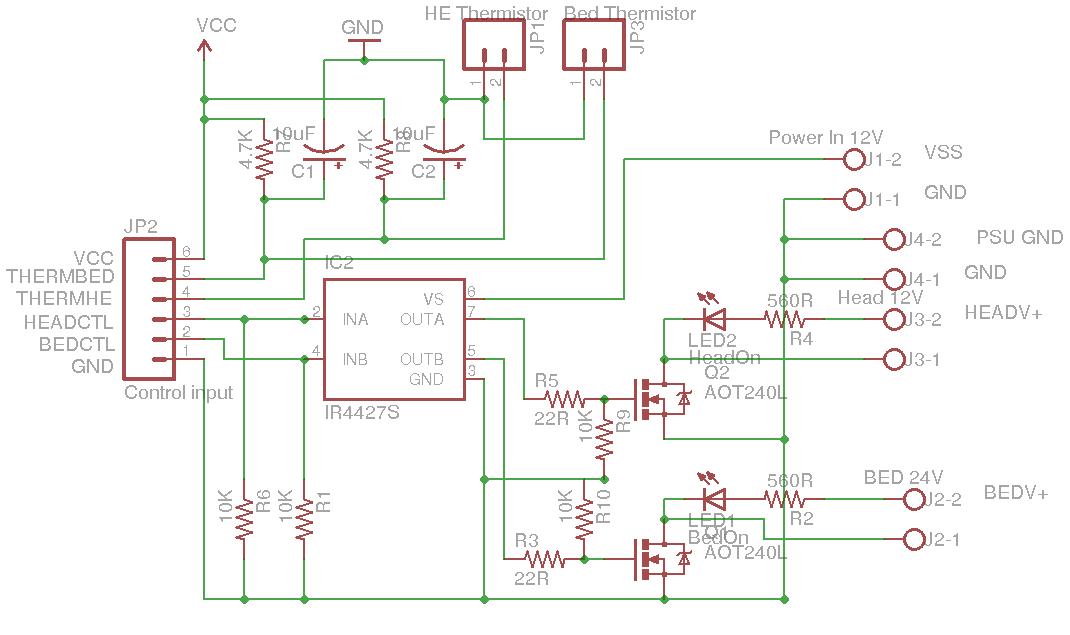 HE Thermistor
Bed Thermistor
VCC
GND
JP1
JP3
1
2
1
2
4.7K
R7
10uF
C1
4.7K
R8
10uF
C2
Power In 12V
J1-2
VSS
J1-1
GND
J4-2
PSU GND
J4-1
GND
Head 12V
J3-2
HEADV+
J3-1
JP2
VCC
6
THERMBED
5
THERMHE
4
HEADCTL
3
BEDCTL
2
GND
1
Control input
IC2
2
INA
4
INB
VS
6
OUTA
7
OUTB
5
GND
3
IR4427S
560R
R4
LED2
HeadOn
Q2
AOT240L
R5
22R
10K
R9
10K
R6
10K
R1
10K
R10
R3
22R
560R
R2
LED1
BedOn
Q1
AOT240L
BED 24V
J2-2
BEDV+
J2-1